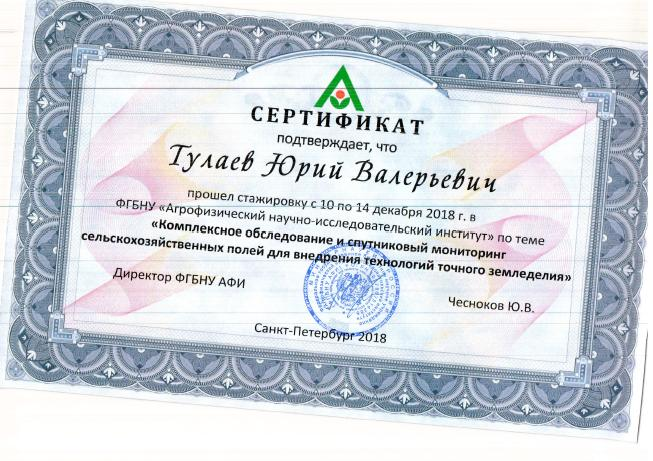 СЕРТИФИКАТ
подтверждает, что
Тулаев Юрий Валерьевич
прошел стажировку с 10 по 14 декабря 2018 г. в
ФГБНУ «Агрофизический научно-исследовательский институт» по теме
«Комплексное обследование и спутниковый мониторинг
сельскохозяйственных полей для внедрения технологий точного земледелия»
Директор ФГБНУ АФИ
Чесноков Ю.В.
Санкт-Петербург 2018